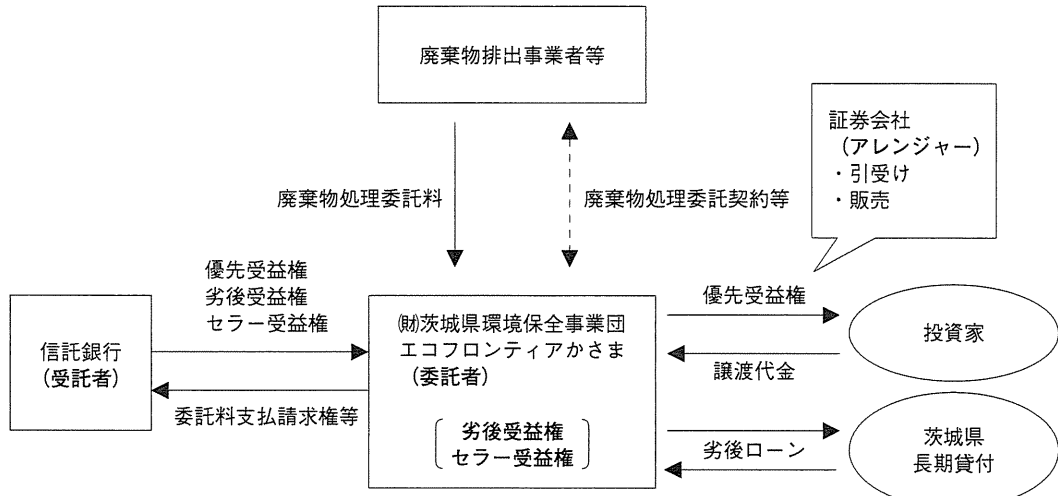 廃棄物排出事業者等
証券会社
(アレンジャー)
・引受け
・販売
廃棄物処理委託料
廃棄物処理委託契約等
優先受益権
劣後受益権
セラー受益権
優先受益権
信託銀行
(受託者)
㈶茨城県環境保全事業団
エコフロンティアかさま
(委託者)
投資家
譲渡代金
委託料支払請求権等
劣後受益権
セラー受益権
劣後ローン
茨城県
長期貸付